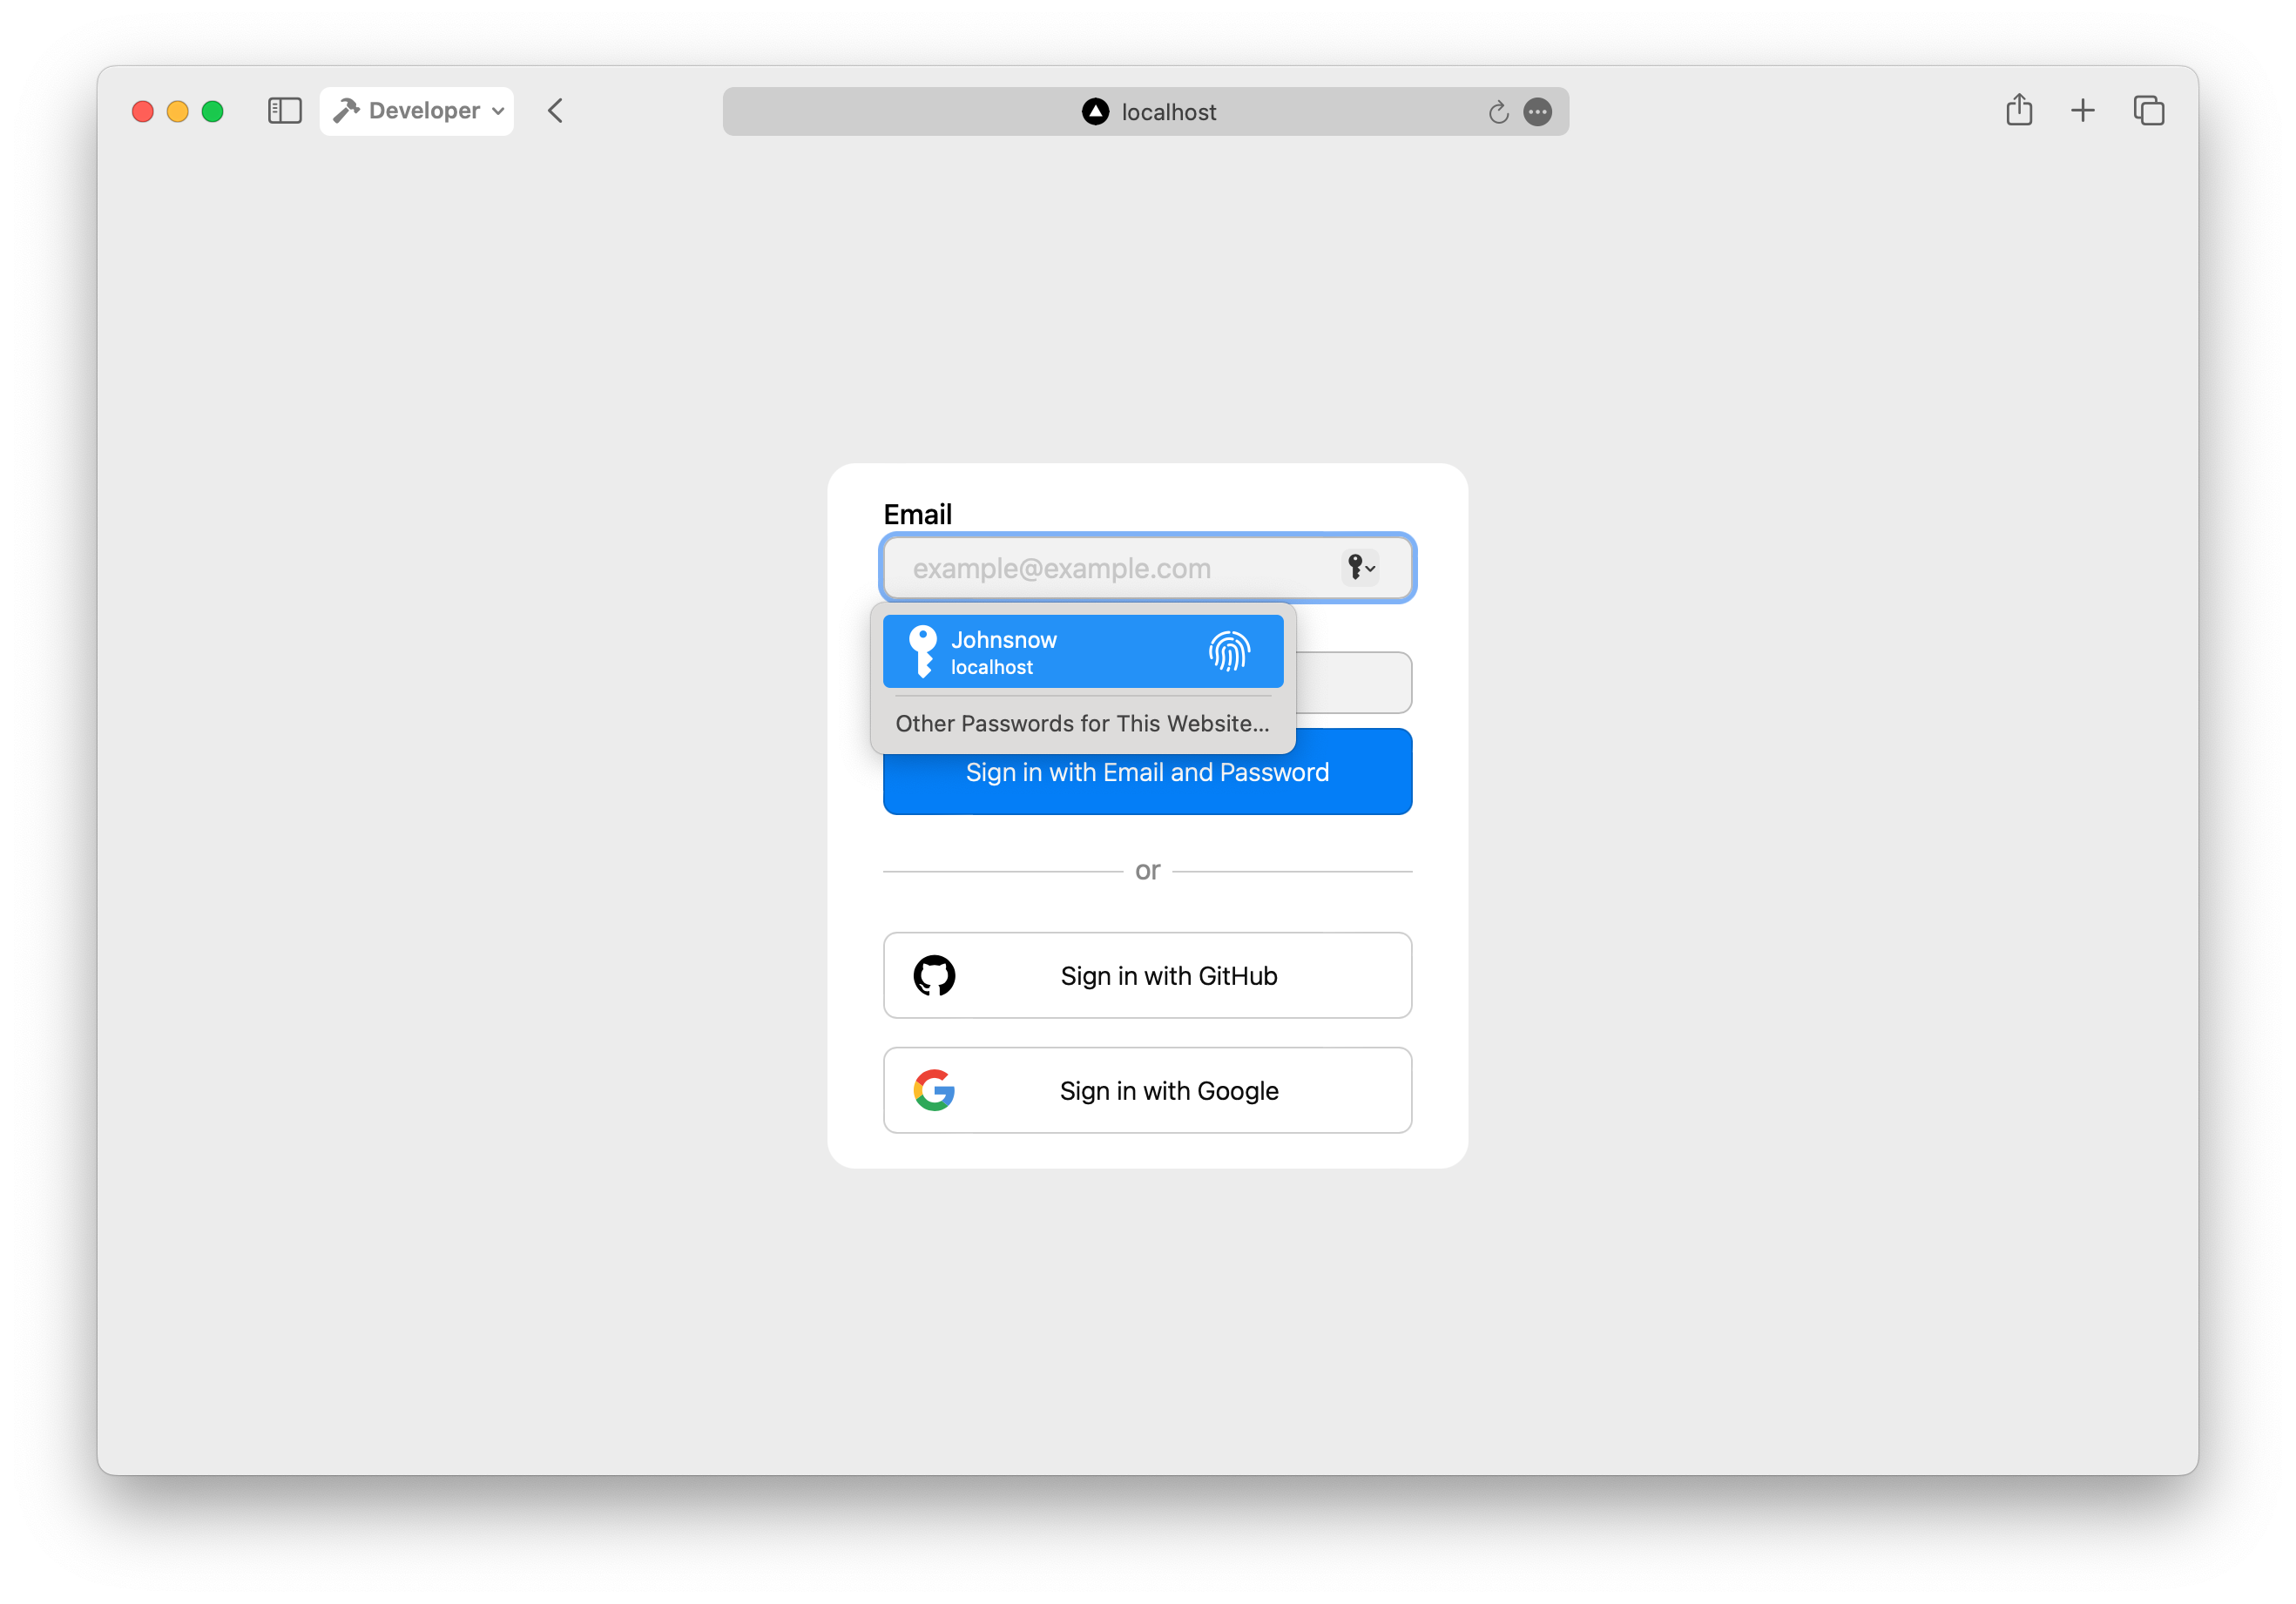 Developer
localhost
Email
example@example.com
Johnsnow
localhost
Other Passwords for This Website...
Sign in with Email and Password
or
Sign in with GitHub
Sign in with Google